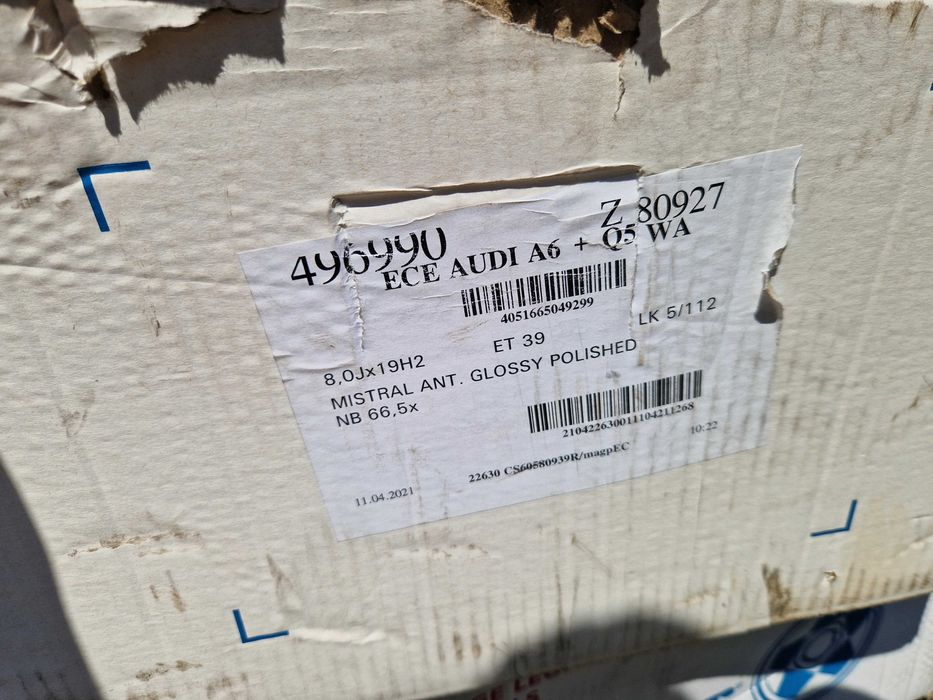 496990
Z 80927
ECE AUDI A6 + Q5 WA
4051665049299
8,0Jx19H2 ET 39 LK 5/112
MISTRAL ANT. GLOSSY POLISHED
NB 66,5x
210422630011104211268
22630 CS60580939R/magpEC
11.04.2021 10:22